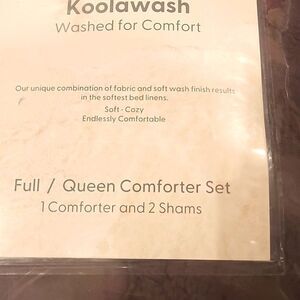 Koolawash
Washed for Comfort
Our unique combination of fabric and soft wash finish results
in the softest bed linens.
Soft - Cozy
Endlessly Comfortable
Full / Queen Comforter Set
1 Comforter and 2 Shams